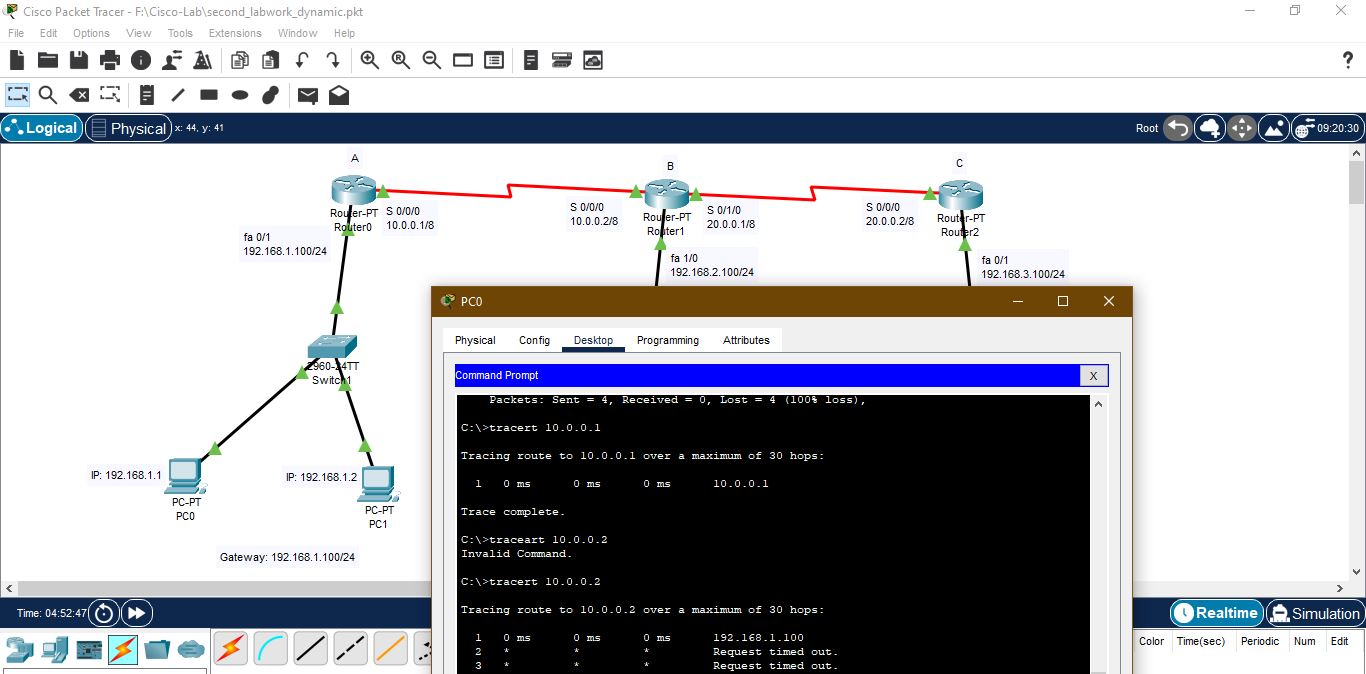 Cisco Packet Tracer - F:\Cisco-Lab\second_labwork_dynamic.pkt
File Edit Options View Tools Extensions Window Help
Logical Physical x: 44, y: 41 Root 09:20:30
A
B
C
Router-PT
Router0
S 0/0/0
10.0.0.1/8
fa 0/1
192.168.1.100/24
S 0/0/0
10.0.0.2/8
Router-PT
Router1
S 0/1/0
20.0.0.1/8
fa 1/0
192.168.2.100/24
S 0/0/0
20.0.0.2/8
Router-PT
Router2
fa 0/1
192.168.3.100/24
2960-24TT
Switch1
IP: 192.168.1.1
PC-PT
PC0
IP: 192.168.1.2
PC-PT
PC1
Gateway: 192.168.1.100/24
PC0
Physical Config Desktop Programming Attributes
Command Prompt X
Packets: Sent = 4, Received = 0, Lost = 4 (100% loss),
C:\>tracert 10.0.0.1
Tracing route to 10.0.0.1 over a maximum of 30 hops:
1 0 ms 0 ms 0 ms 10.0.0.1
Trace complete.
C:\>traceart 10.0.0.2
Invalid Command.
C:\>tracert 10.0.0.2
Tracing route to 10.0.0.2 over a maximum of 30 hops:
1 0 ms 0 ms 0 ms 192.168.1.100
2 * * * Request timed out.
3 * * * Request timed out.
Time: 04:52:47
Realtime Simulation
Color Time(sec) Periodic Num Edit